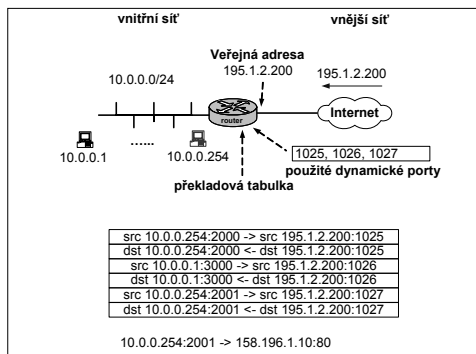 vnitřní síť
vnější síť
Veřejná adresa
195.1.2.200
10.0.0.0/24
195.1.2.200
router
Internet
10.0.0.1
......
10.0.0.254
1025, 1026, 1027
použité dynamické porty
překladová tabulka
src 10.0.0.254:2000 -> src 195.1.2.200:1025
dst 10.0.0.254:2000 <- dst 195.1.2.200:1025
src 10.0.0.1:3000 -> src 195.1.2.200:1026
dst 10.0.0.1:3000 <- dst 195.1.2.200:1026
src 10.0.0.254:2001 -> src 195.1.2.200:1027
dst 10.0.0.254:2001 <- dst 195.1.2.200:1027
10.0.0.254:2001 -> 158.196.1.10:80